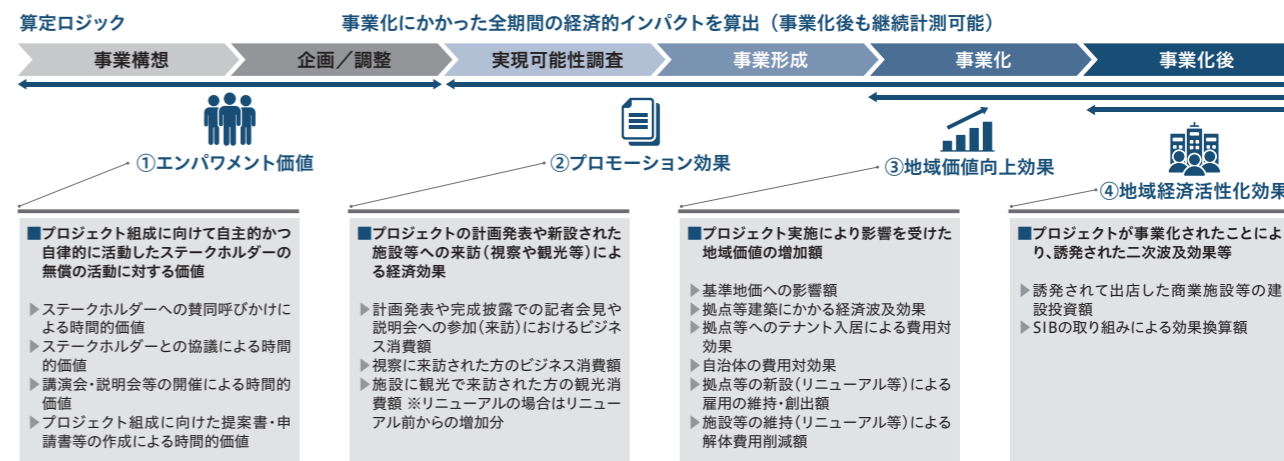 算定ロジック
事業化にかかった全期間の経済的インパクトを算出（事業化後も継続計測可能）
事業構想
企画／調整
実現可能性調査
事業形成
事業化
事業化後
①エンパワメント価値
②プロモーション効果
③地域価値向上効果
④地域経済活性化効果
■プロジェクト組成に向けて自主的かつ
自律的に活動したステークホルダーの
無償の活動に対する価値
▶ステークホルダーへの賛同呼びかけに
よる時間的価値
▶ステークホルダーとの協議による時間
的価値
▶講演会・説明会等の開催による時間的
価値
▶プロジェクト組成に向けた提案書・申
請書等の作成による時間的価値
■プロジェクトの計画発表や新設された
施設等への来訪（視察や観光等）によ
る経済効果
▶計画発表や完成披露での記者会見や
説明会への参加（来訪）におけるビジネ
ス消費額
▶視察に来訪された方のビジネス消費額
▶施設に観光で来訪された方の観光消
費額 ※リニューアルの場合はリニュー
アル前からの増加分
■プロジェクト実施により影響を受けた
地域価値の増加額
▶基準地価への影響額
▶拠点等建築にかかる経済波及効果
▶拠点等へのテナント入居による費用対
効果
▶自治体の費用対効果
▶拠点等の新設（リニューアル等）による
雇用の維持・創出額
▶施設等の維持（リニューアル等）による
解体費用削減額
■プロジェクトが事業化されたことによ
り、誘発された二次波及効果等
▶誘発されて出店した商業施設等の建
設投資額
▶SIBの取り組みによる効果換算額